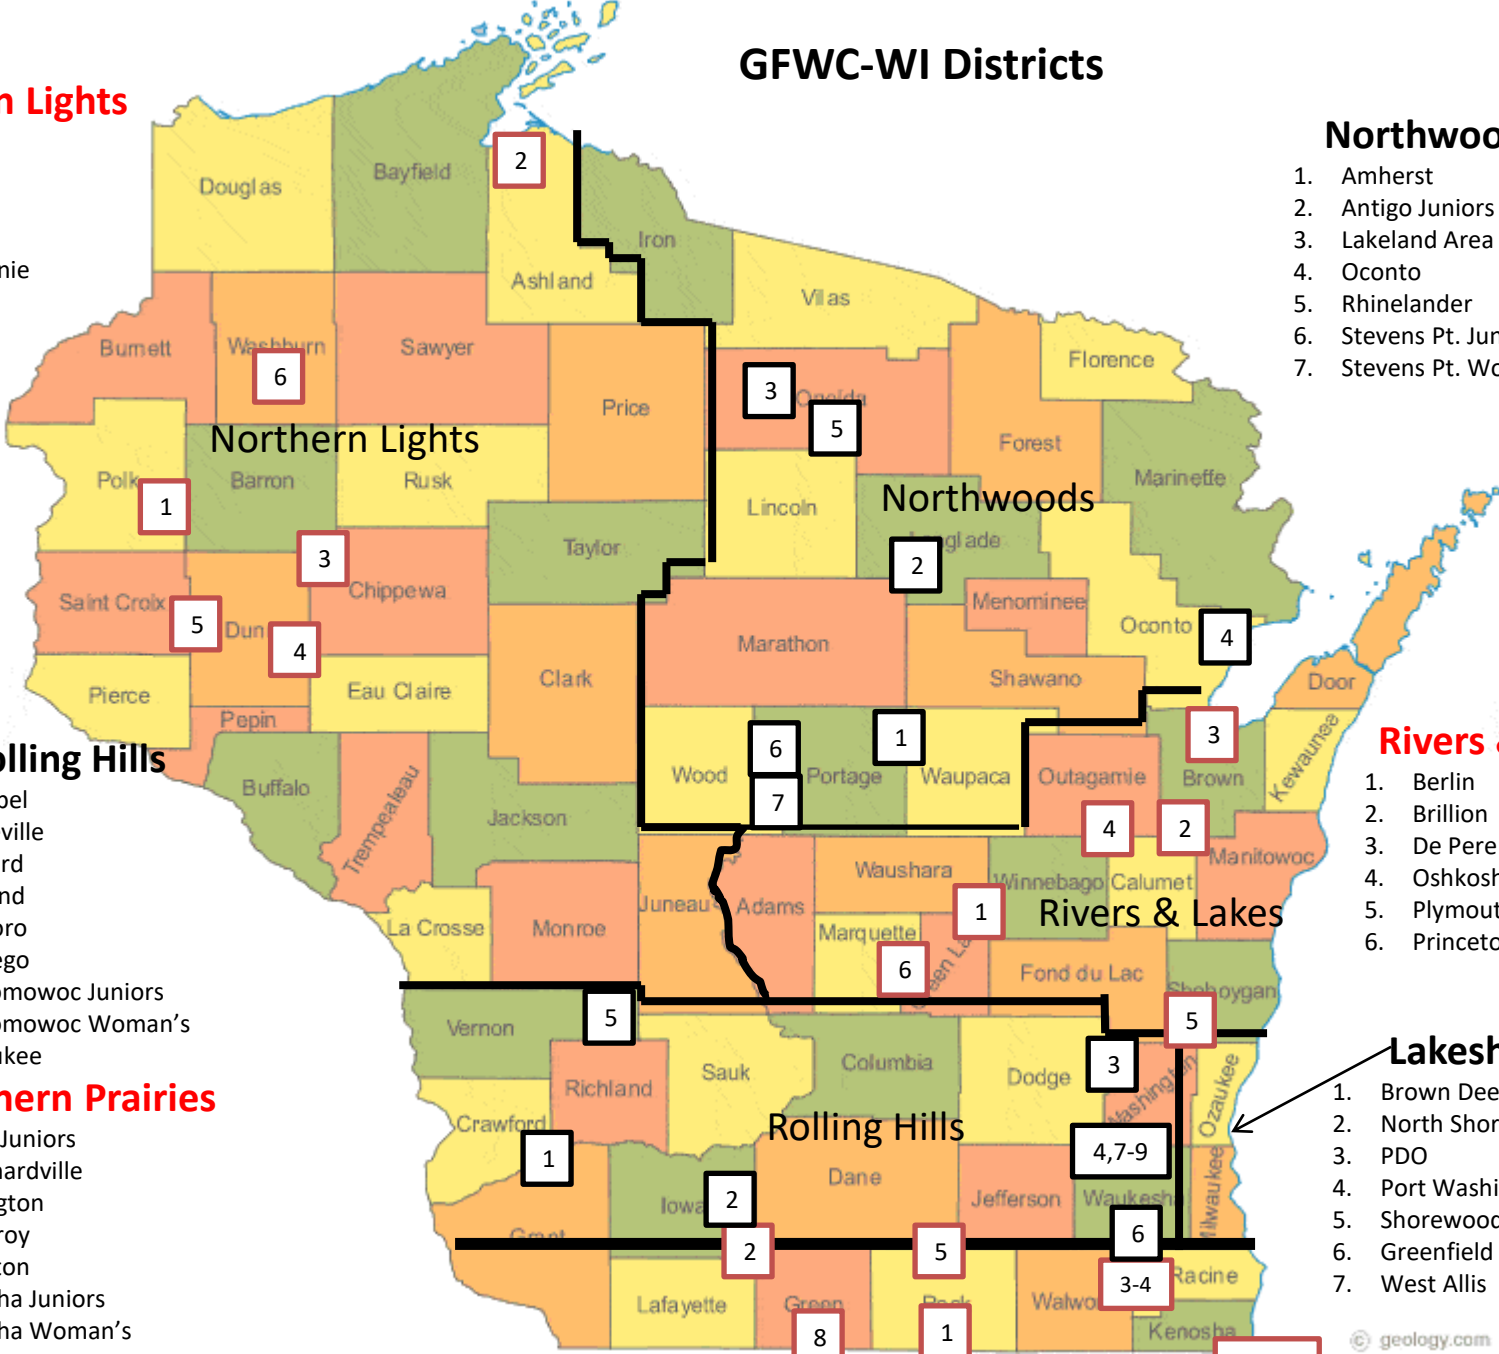 GFWC-WI Districts
n Lights
nie
Northwoo
1. Amherst
2. Antigo Juniors
3. Lakeland Area
4. Oconto
5. Rhinelander
6. Stevens Pt. Jun
7. Stevens Pt. Wo
Douglas
Bayfield
2
Ashland
Iron
Vilas
Burnett
Washburn
6
Sawyer
Price
3
Oneida
5
Florence
Forest
Marinette
Northern Lights
Polk
1
Barron
Rusk
Lincoln
Northwoods
Langlade
2
Taylor
3
Chippewa
Saint Croix
5
Dun
4
Menominee
Oconto
4
Marathon
Shawano
Door
Pierce
Eau Claire
Clark
Pepin
Buffalo
Trempealeau
Jackson
Wood
6
7
Portage
1
Waupaca
Outagamie
3
Brown
Kewaunee
4
2
Manitowoc
olling Hills
bel
ville
rd
nd
oro
ego
omowoc Juniors
omowoc Woman's
ukee
Rivers &
1. Berlin
2. Brillion
3. De Pere
4. Oshkosh
5. Plymout
6. Princeto
La Crosse
Monroe
Juneau
Adams
Waushara
Marquette
6
een La
1
Winnebago
Calumet
Rivers & Lakes
Fond du Lac
Sheboygan
5
Vernon
5
Richland
Sauk
Columbia
Dodge
3
Washington
Ozaukee
Crawford
1
Rolling Hills
Dane
4,7-9
Iowa
2
Jefferson
Waukesha
6
Milwaukee
Grant
2
5
3-4
Lafayette
Green
8
Rock
1
Walwo
Racine
Kenosha
Lakesh
1. Brown Dee
2. North Shor
3. PDO
4. Port Washi
5. Shorewood
6. Greenfield
7. West Allis
hern Prairies
Juniors
hardville
gton
roy
ton
ha Juniors
ha Woman's
© geology.com